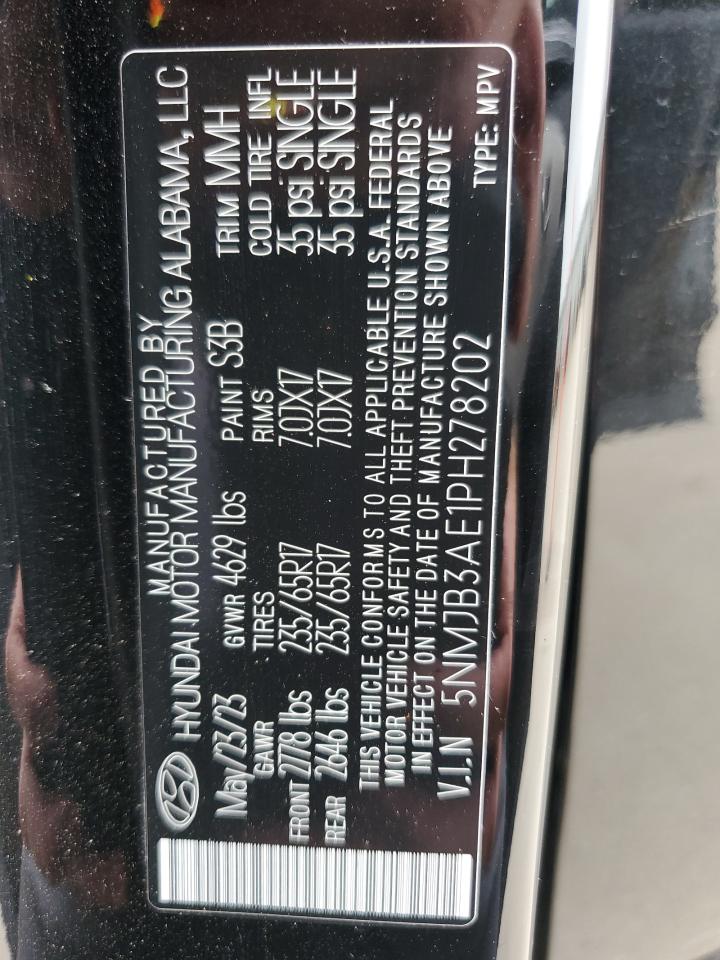 MANUFACTURED BY
HYUNDAI MOTOR MANUFACTURING ALABAMA, LLC
May/23/23 GVWR 4629 lbs PAINT S3B TRIM MMH
GAWR TIRES RIMS COLD TIRE INFL
FRONT 2778 lbs 235/65R17 7.0JX17 35 psi SINGLE
REAR 2646 lbs 235/65R17 7.0JX17 35 psi SINGLE
THIS VEHICLE CONFORMS TO ALL APPLICABLE U.S.A. FEDERAL
MOTOR VEHICLE SAFETY AND THEFT PREVENTION STANDARDS
IN EFFECT ON THE DATE OF MANUFACTURE SHOWN ABOVE
V.I.N 5NMJB3AE1PH278202 TYPE: MPV